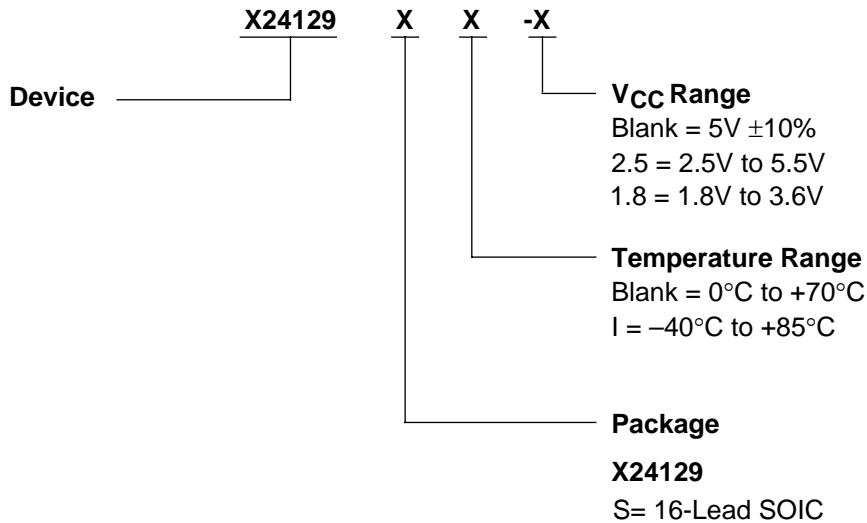 X24129 X X -X
Device
VCC Range
Blank = 5V ±10%
2.5 = 2.5V to 5.5V
1.8 = 1.8V to 3.6V
Temperature Range
Blank = 0°C to +70°C
I = –40°C to +85°C
Package
X24129
S= 16-Lead SOIC